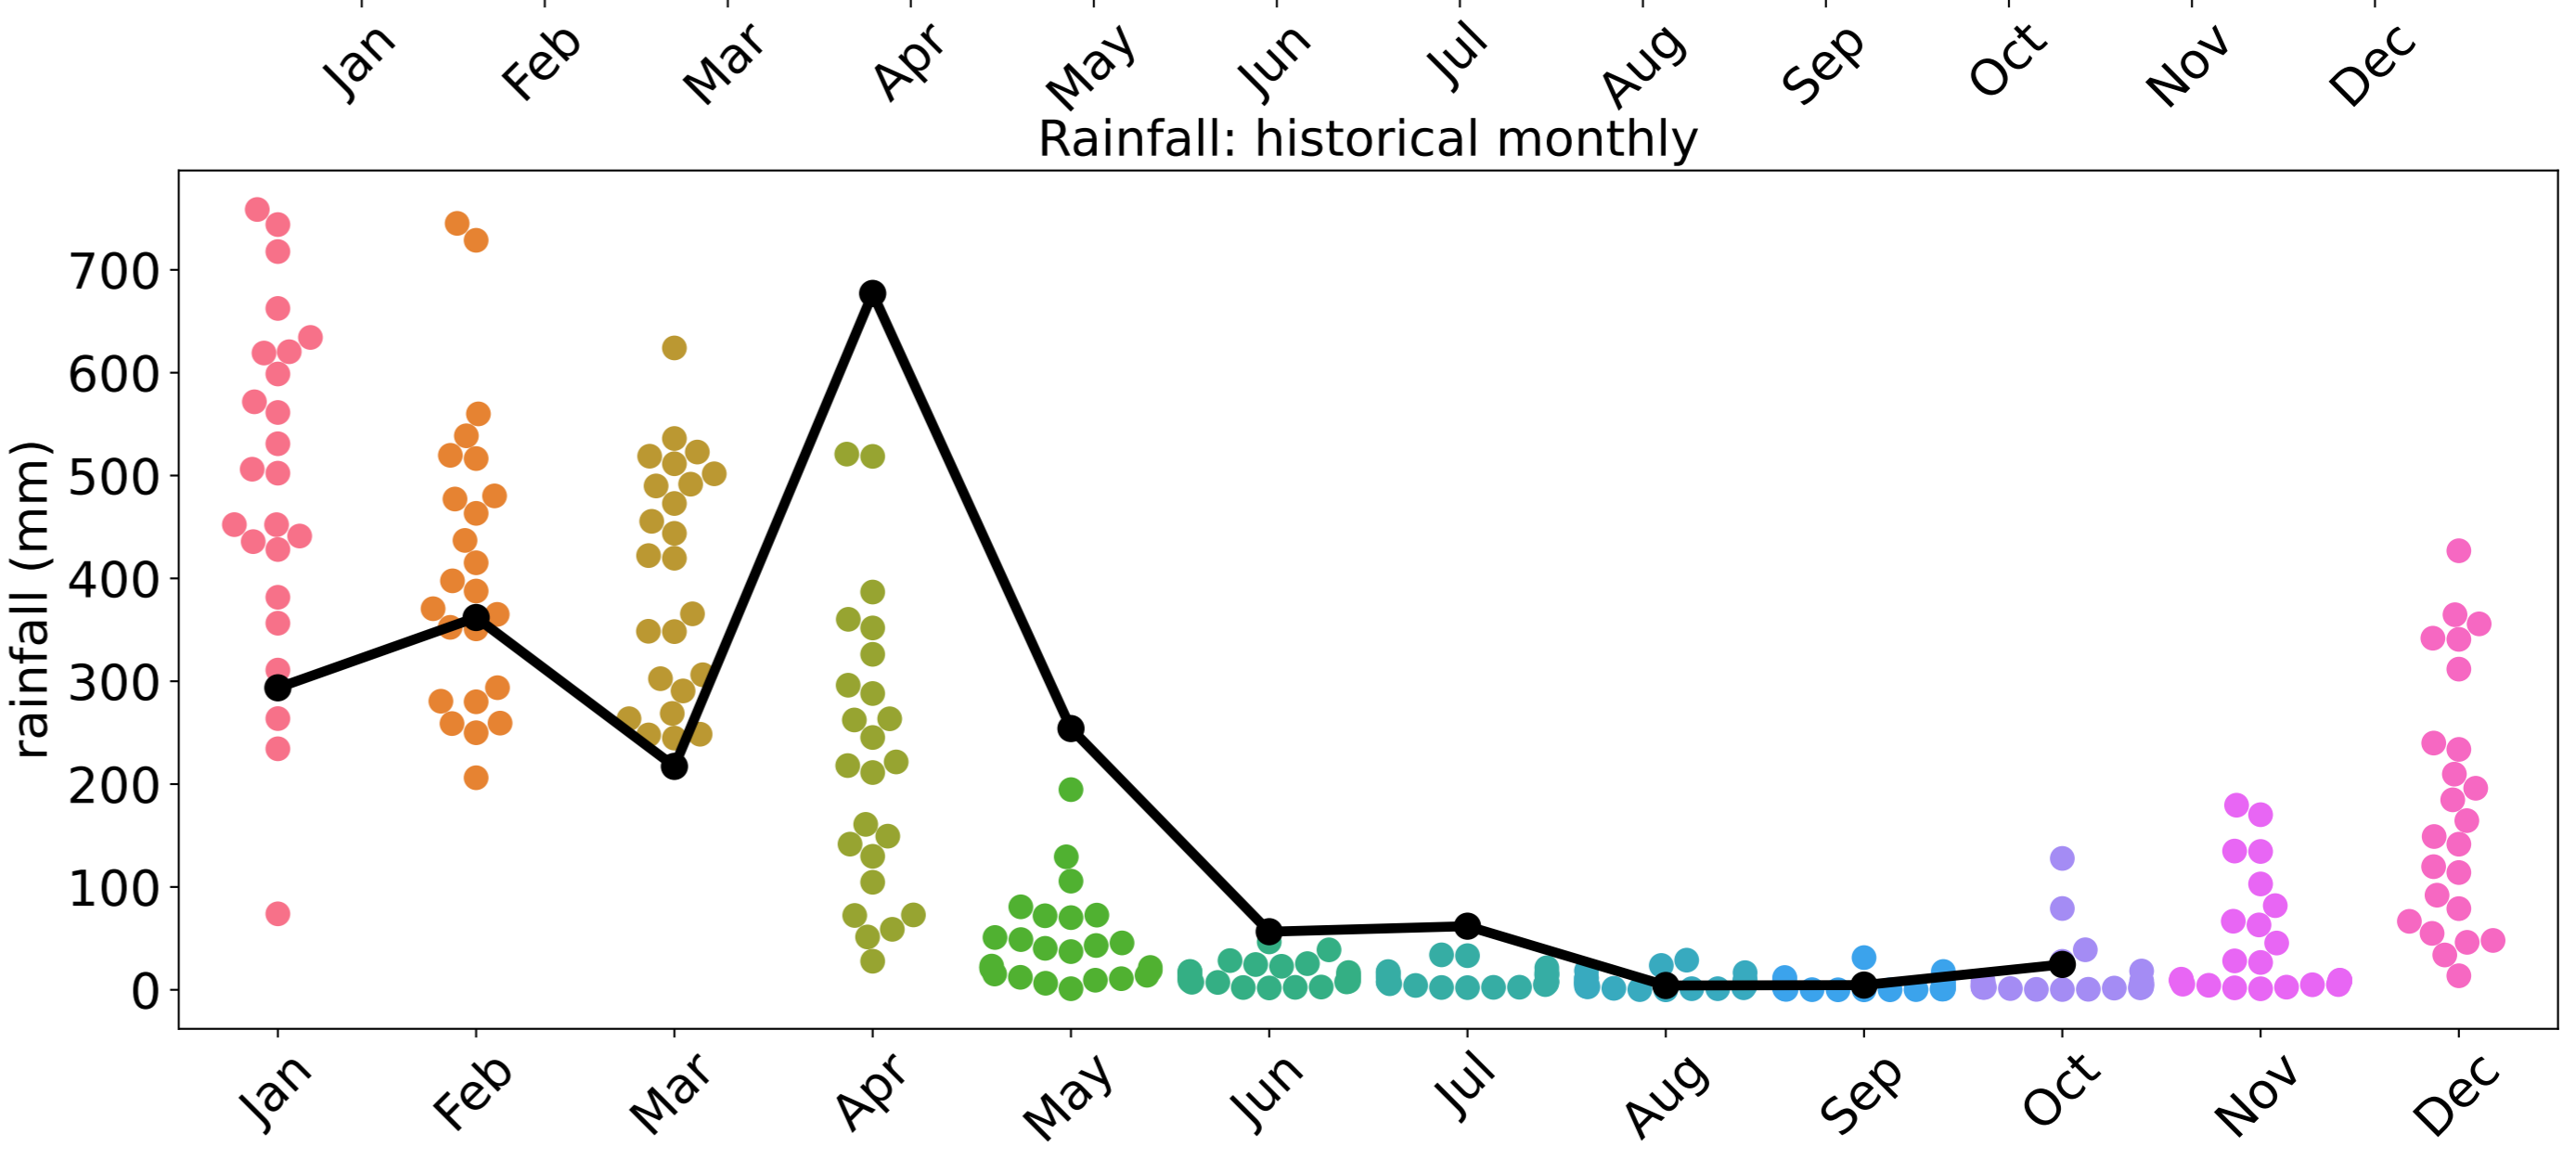 Jan Feb Mar Apr May Jun Jul Aug Sep Oct Nov Dec
Rainfall: historical monthly
rainfall (mm)
700
600
500
400
300
200
100
0
Jan Feb Mar Apr May Jun Jul Aug Sep Oct Nov Dec